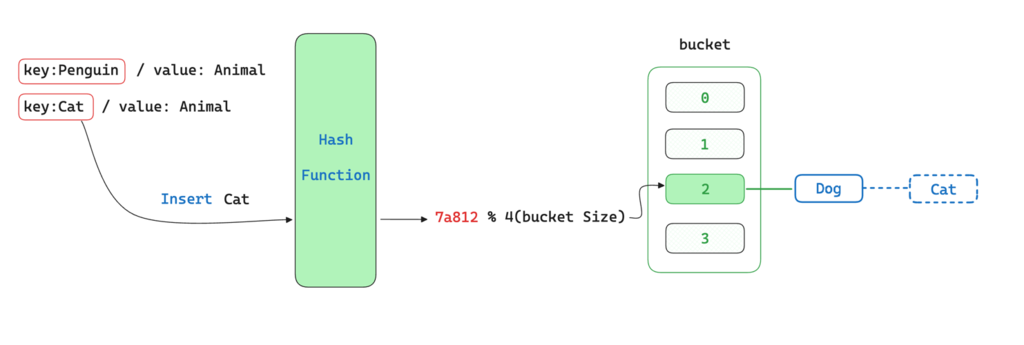 bucket
key:Penguin / value: Animal
key:Cat / value: Animal
Hash
Function
Insert Cat
7a812 % 4(bucket Size)
0
1
2
3
Dog
Cat